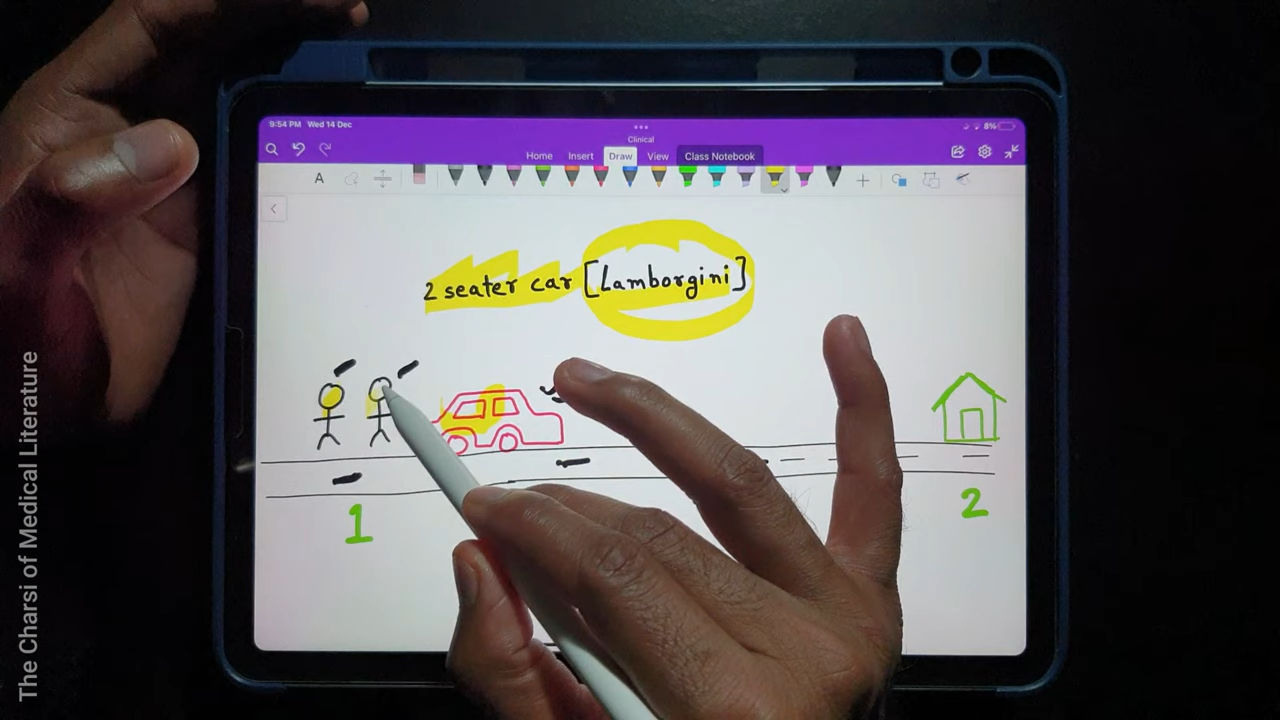 9:54 PM Wed 14 Dec
8%
Clinical
Home Insert Draw View Class Notebook
A
2 seater car [Lamborgini]
1
2
The Charsi of Medical Literature